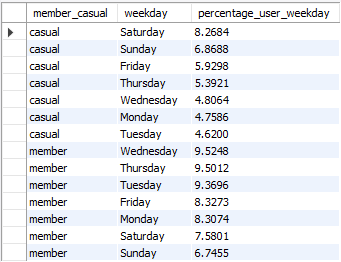 member_casual weekday percentage_user_weekday
casual Saturday 8.2684
casual Sunday 6.8688
casual Friday 5.9298
casual Thursday 5.3921
casual Wednesday 4.8064
casual Monday 4.7586
casual Tuesday 4.6200
member Wednesday 9.5248
member Thursday 9.5012
member Tuesday 9.3696
member Friday 8.3273
member Monday 8.3074
member Saturday 7.5801
member Sunday 6.7455